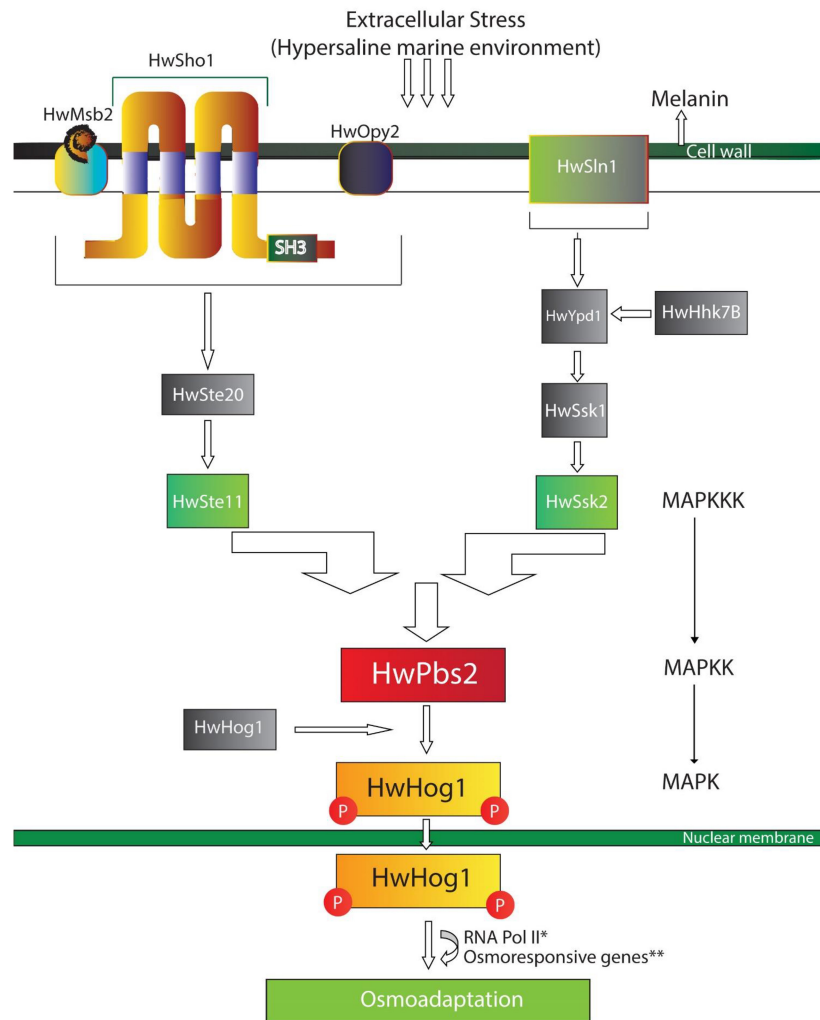 Extracellular Stress
(Hypersaline marine environment)
HwSho1
HwMsb2
HwOpy2
Melanin
Cell wall
HwSln1
SH3
HwYpd1
HwHhk7B
HwSte20
HwSsk1
HwSte11
HwSsk2
MAPKKK
HwPbs2
MAPKK
HwHog1
HwHog1
MAPK
P
P
Nuclear membrane
HwHog1
P
P
RNA Pol II*
Osmoresponsive genes**
Osmoadaptation